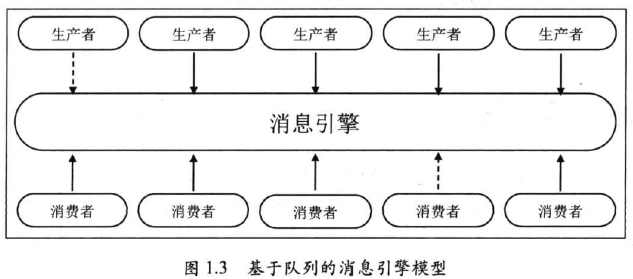 生产者 生产者 生产者 生产者 生产者
消息引擎
消费者 消费者 消费者 消费者 消费者
图 1.3 基于队列的消息引擎模型